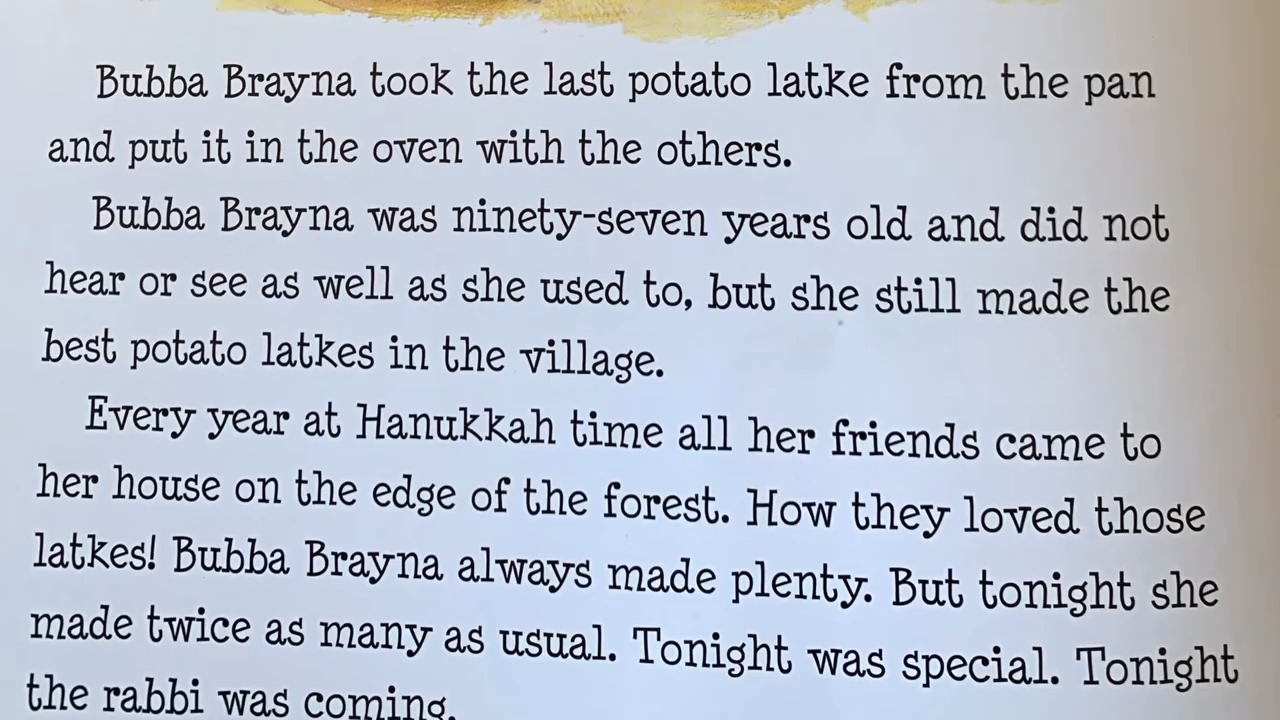 Bubba Brayna took the last potato latke from the pan
and put it in the oven with the others.
Bubba Brayna was ninety-seven years old and did not
hear or see as well as she used to, but she still made the
best potato latkes in the village.
Every year at Hanukkah time all her friends came to
her house on the edge of the forest. How they loved those
latkes! Bubba Brayna always made plenty. But tonight she
made twice as many as usual. Tonight was special. Tonight
the rabbi was coming.